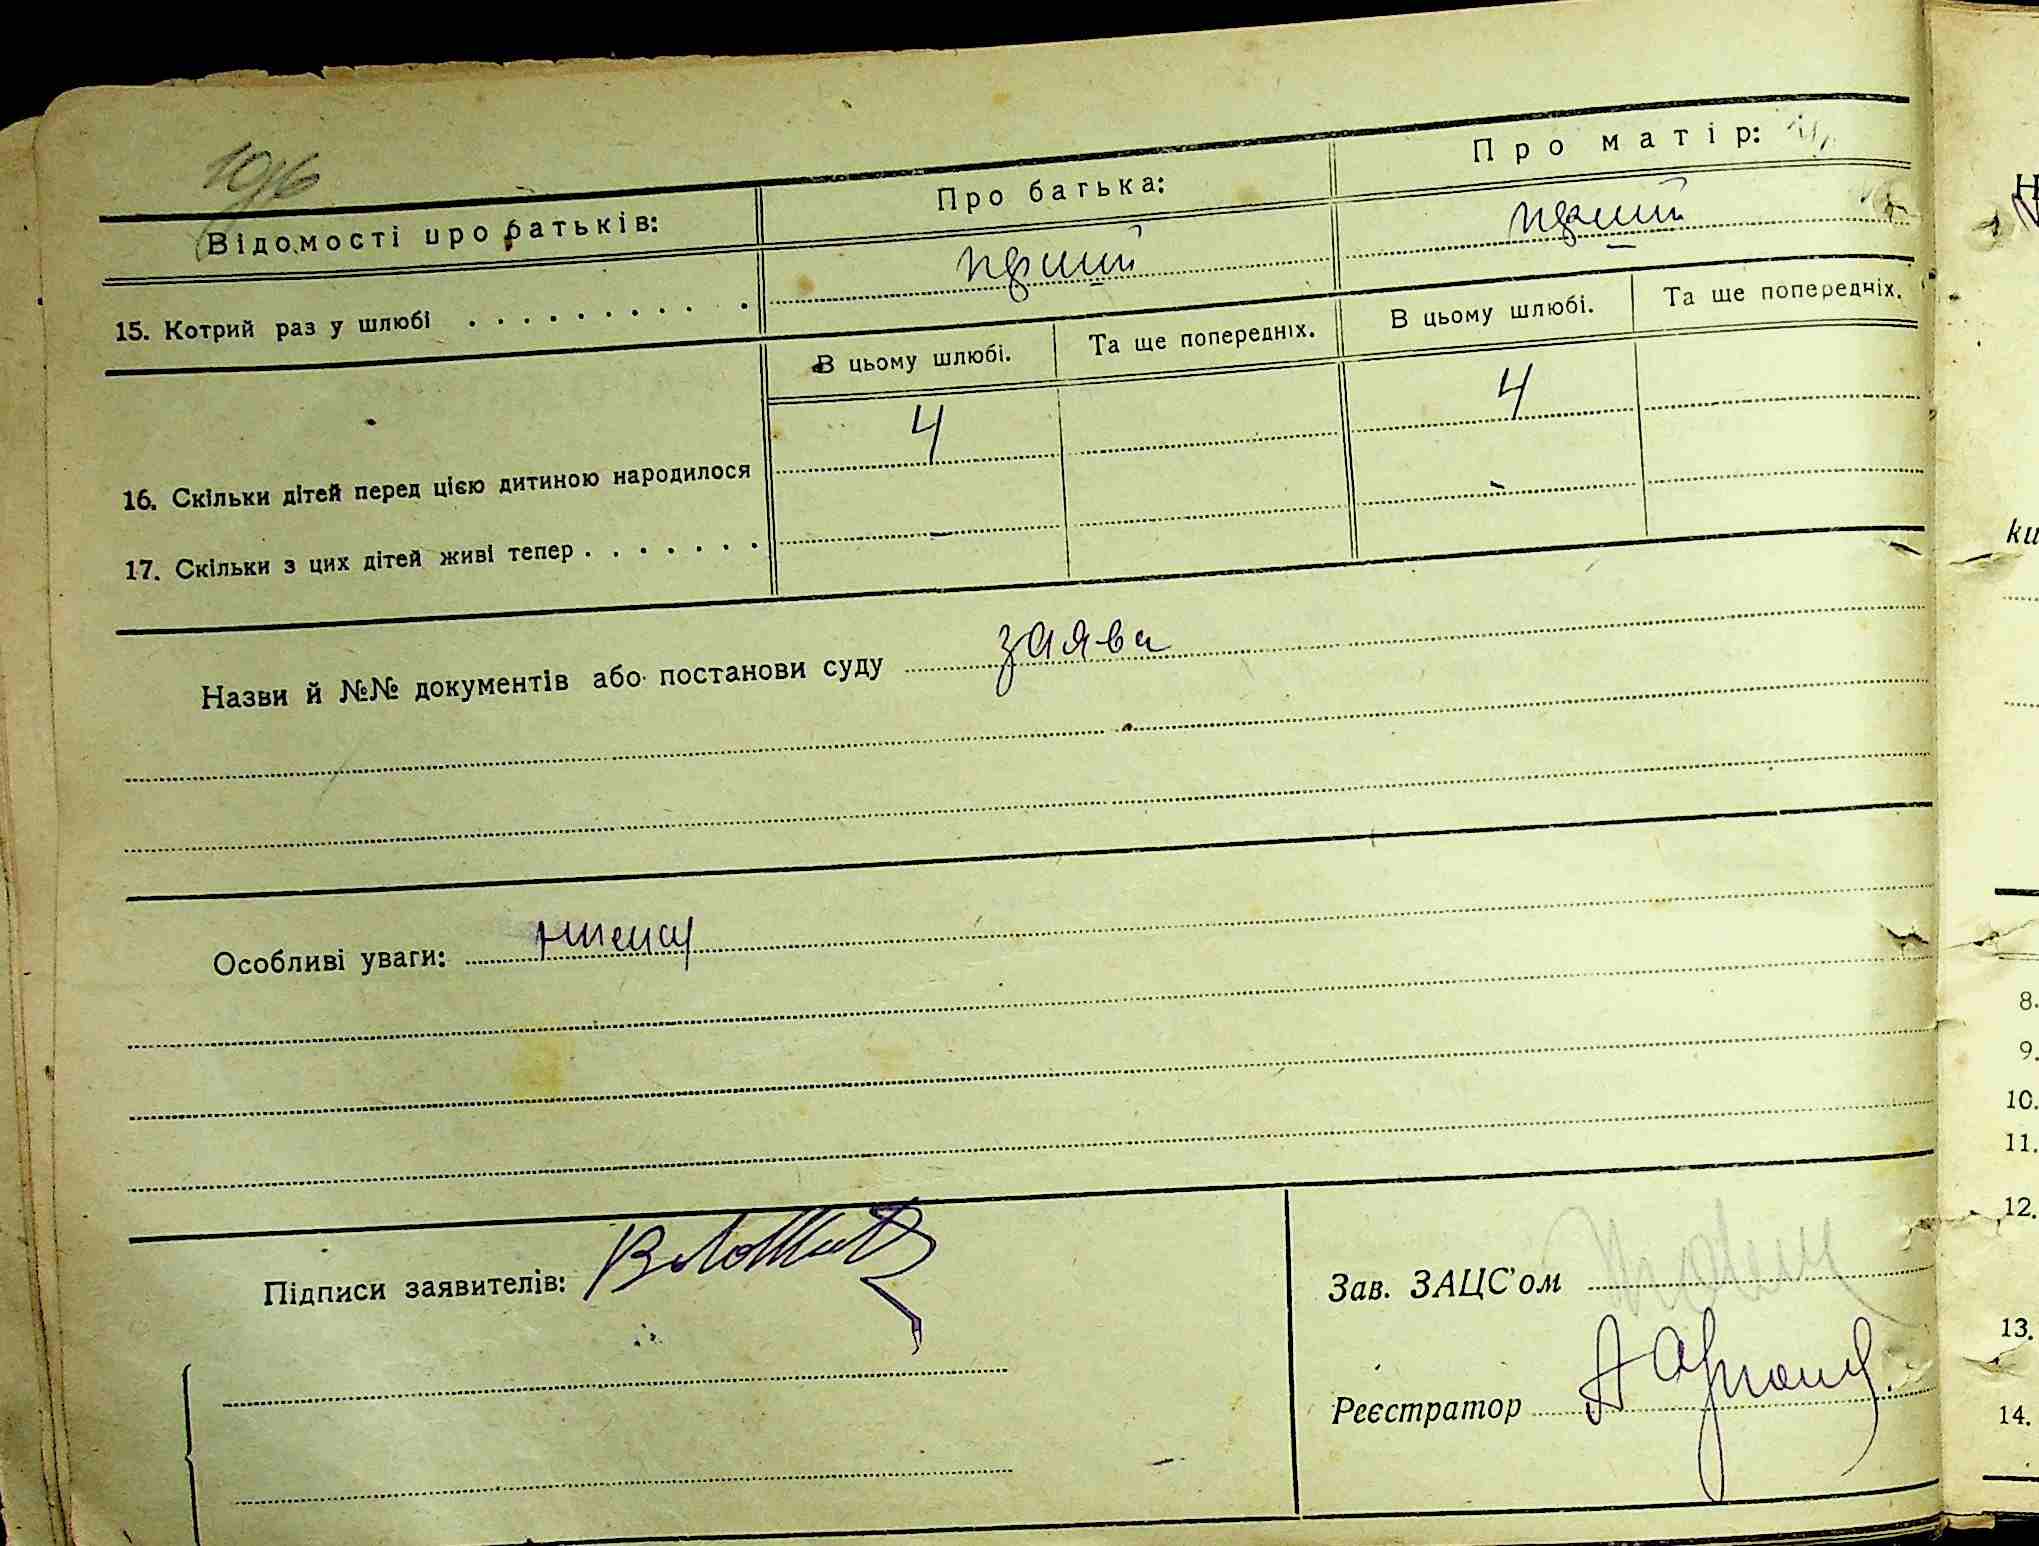 1096
Відомості про батьків: Про батька: Про матір:
15. Котрий раз у шлюбі . . . . . . . . . . . перший перший
В цьому шлюбі. Та ще попередніх. В цьому шлюбі. Та ще попередніх.
16. Скільки дітей перед цією дитиною народилося 4 4
17. Скільки з цих дітей живі тепер . . . . . . . - -
Назви й №№ документів або постанови суду заява
Особливі уваги: немає
Підписи заявителів:
Зав. ЗАЦС'ом
Реєстратор
8.
9.
10.
11.
12.
13.
14.